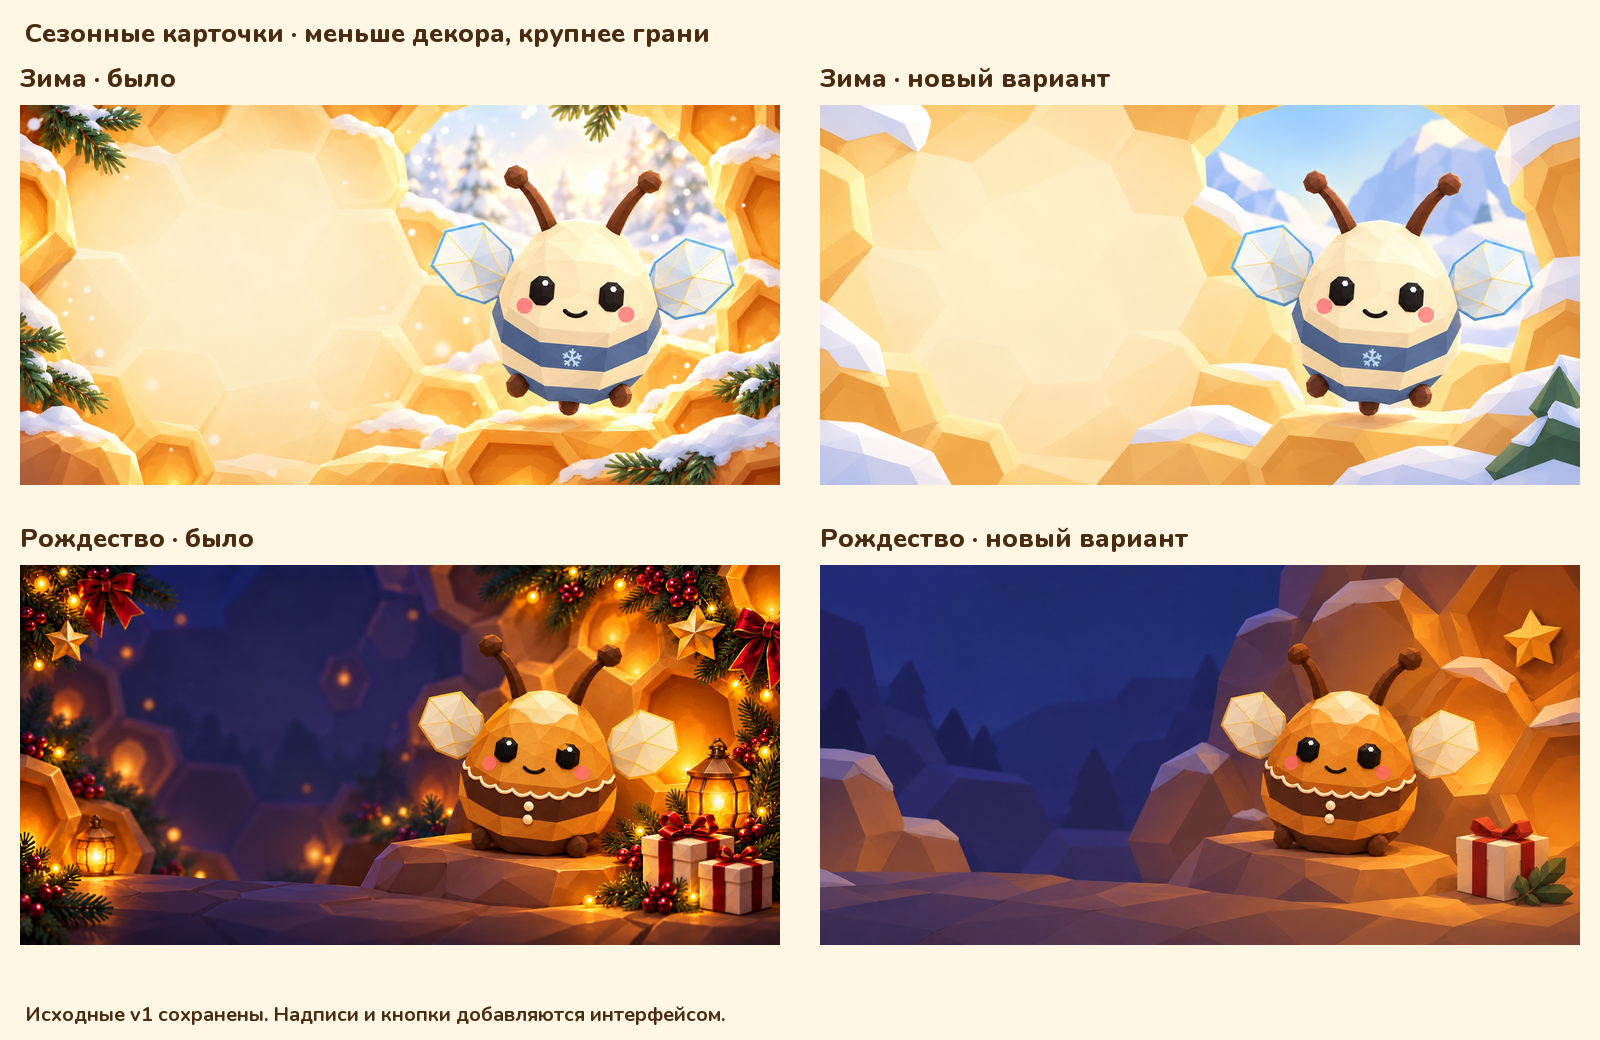 Сезонные карточки · меньше декора, крупнее грани
Зима · было
Зима · новый вариант
Рождество · было
Рождество · новый вариант
Исходные v1 сохранены. Надписи и кнопки добавляются интерфейсом.